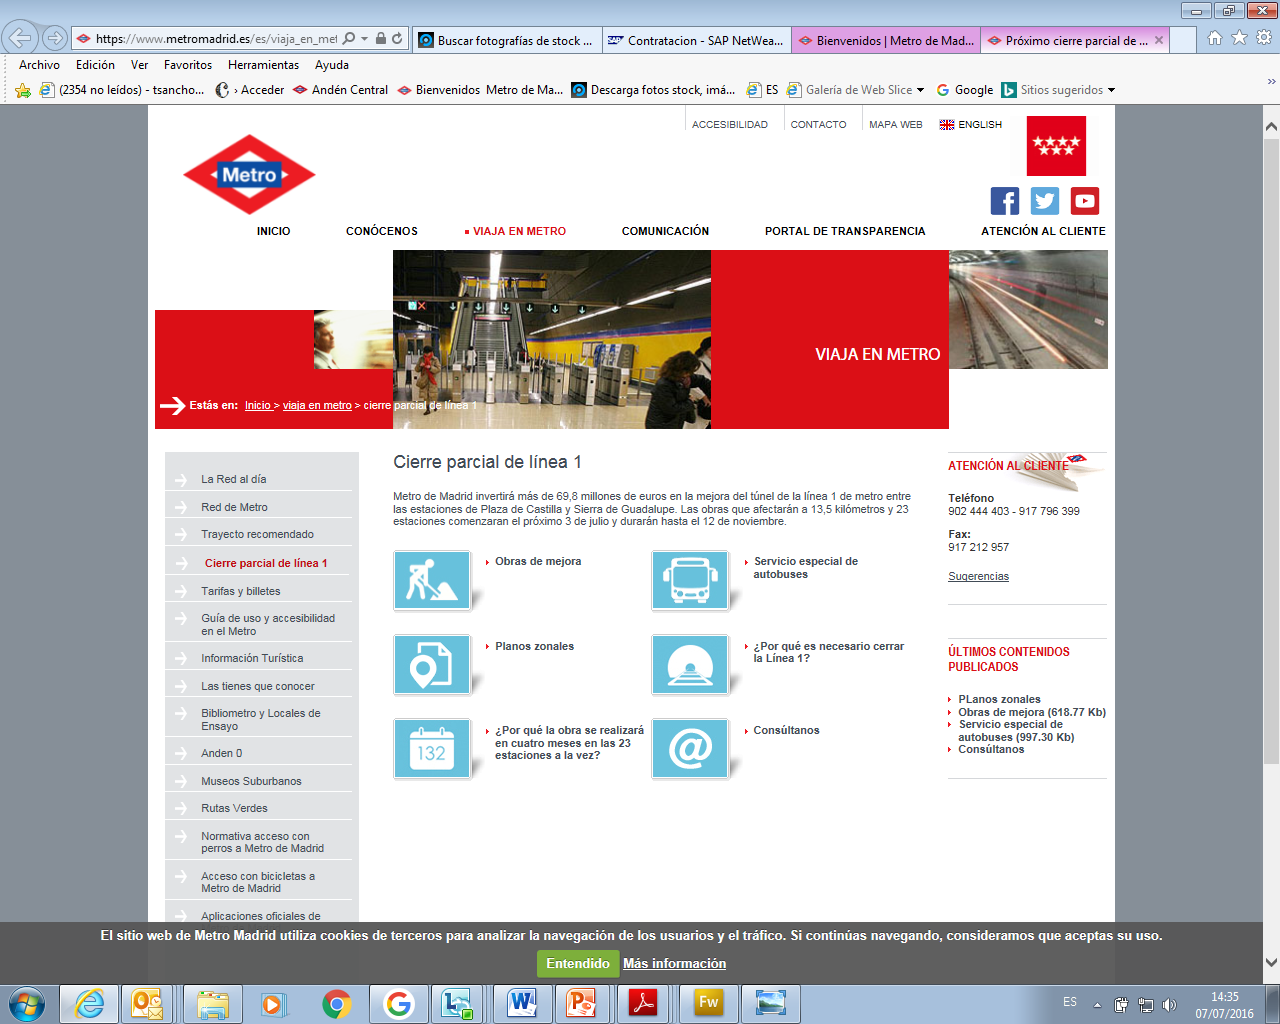 https://www.metromadrid.es/es/viaja_en_met
Buscar fotografías de stock ...
Contratacion - SAP NetWea...
Bienvenidos | Metro de Mad...
Próximo cierre parcial de ...
Archivo Edición Ver Favoritos Herramientas Ayuda
(2354 no leídos) - tsancho... › Acceder Andén Central Bienvenidos Metro de Ma... Descarga fotos stock, imá... ES Galería de Web Slice Google Sitios sugeridos
ACCESIBILIDAD CONTACTO MAPA WEB ENGLISH
Metro
INICIO CONÓCENOS VIAJA EN METRO COMUNICACIÓN PORTAL DE TRANSPARENCIA ATENCIÓN AL CLIENTE
VIAJA EN METRO
Estás en: Inicio > viaja en metro > cierre parcial de línea 1
La Red al día
Red de Metro
Trayecto recomendado
Cierre parcial de línea 1
Tarifas y billetes
Guía de uso y accesibilidad
en el Metro
Información Turística
Las tienes que conocer
Bibliometro y Locales de
Ensayo
Anden 0
Museos Suburbanos
Rutas Verdes
Normativa acceso con
perros a Metro de Madrid
Acceso con bicicletas a
Metro de Madrid
Aplicaciones oficiales de
Cierre parcial de línea 1
Metro de Madrid invertirá más de 69,8 millones de euros en la mejora del túnel de la línea 1 de metro entre
las estaciones de Plaza de Castilla y Sierra de Guadalupe. Las obras que afectarán a 13,5 kilómetros y 23
estaciones comenzaran el próximo 3 de julio y durarán hasta el 12 de noviembre.
Obras de mejora
Servicio especial de
autobuses
Planos zonales
¿Por qué es necesario cerrar
la Línea 1?
132
¿Por qué la obra se realizará
en cuatro meses en las 23
estaciones a la vez?
@
Consúltanos
ATENCIÓN AL CLIENTE
Teléfono
902 444 403 - 917 796 399
Fax:
917 212 957
Sugerencias
ÚLTIMOS CONTENIDOS
PUBLICADOS
PLanos zonales
Obras de mejora (618.77 Kb)
Servicio especial de
autobuses (997.30 Kb)
Consúltanos
El sitio web de Metro Madrid utiliza cookies de terceros para analizar la navegación de los usuarios y el tráfico. Si continúas navegando, consideramos que aceptas su uso.
Entendido Más información
Fw
ES
14:35
07/07/2016